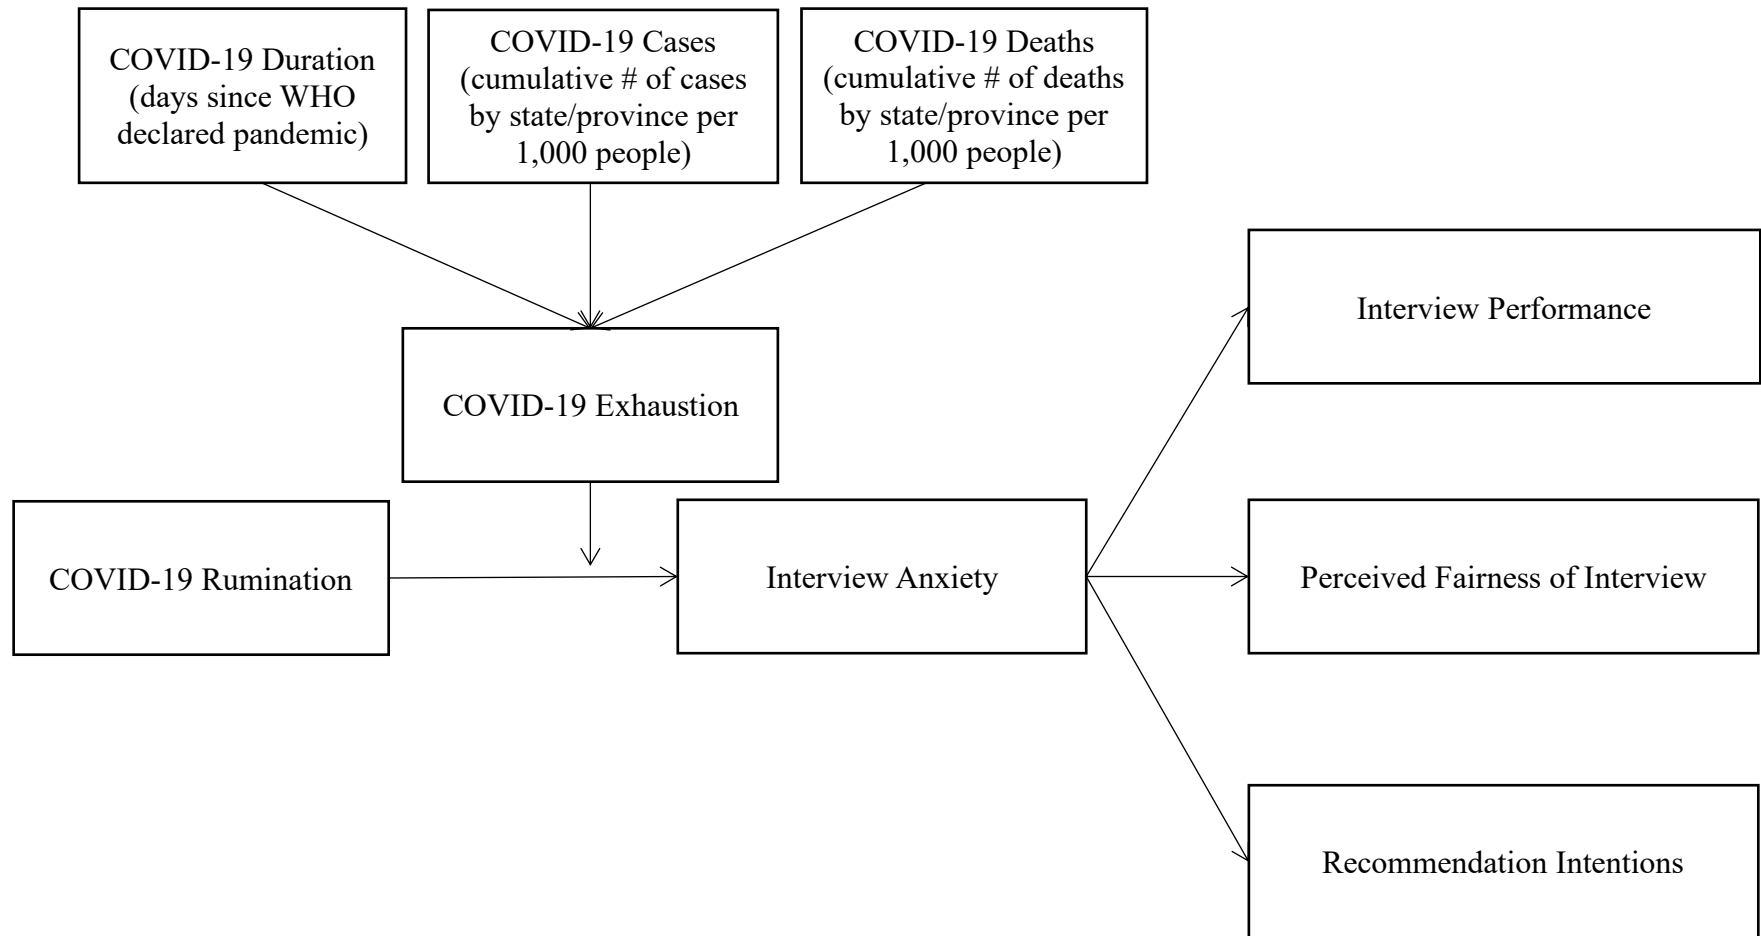 COVID-19 Duration
(days since WHO
declared pandemic)
COVID-19 Cases
(cumulative # of cases
by state/province per
1,000 people)
COVID-19 Deaths
(cumulative # of deaths
by state/province per
1,000 people)
Interview Performance
COVID-19 Exhaustion
COVID-19 Rumination
Interview Anxiety
Perceived Fairness of Interview
Recommendation Intentions